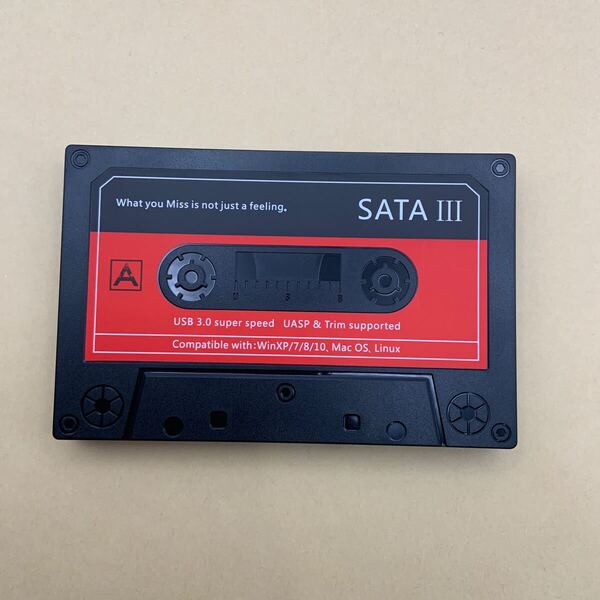 What you Miss is not just a feeling.
SATA III
A
USB 3.0 super speed UASP & Trim supported
Compatible with:WinXP/7/8/10、Mac OS、Linux